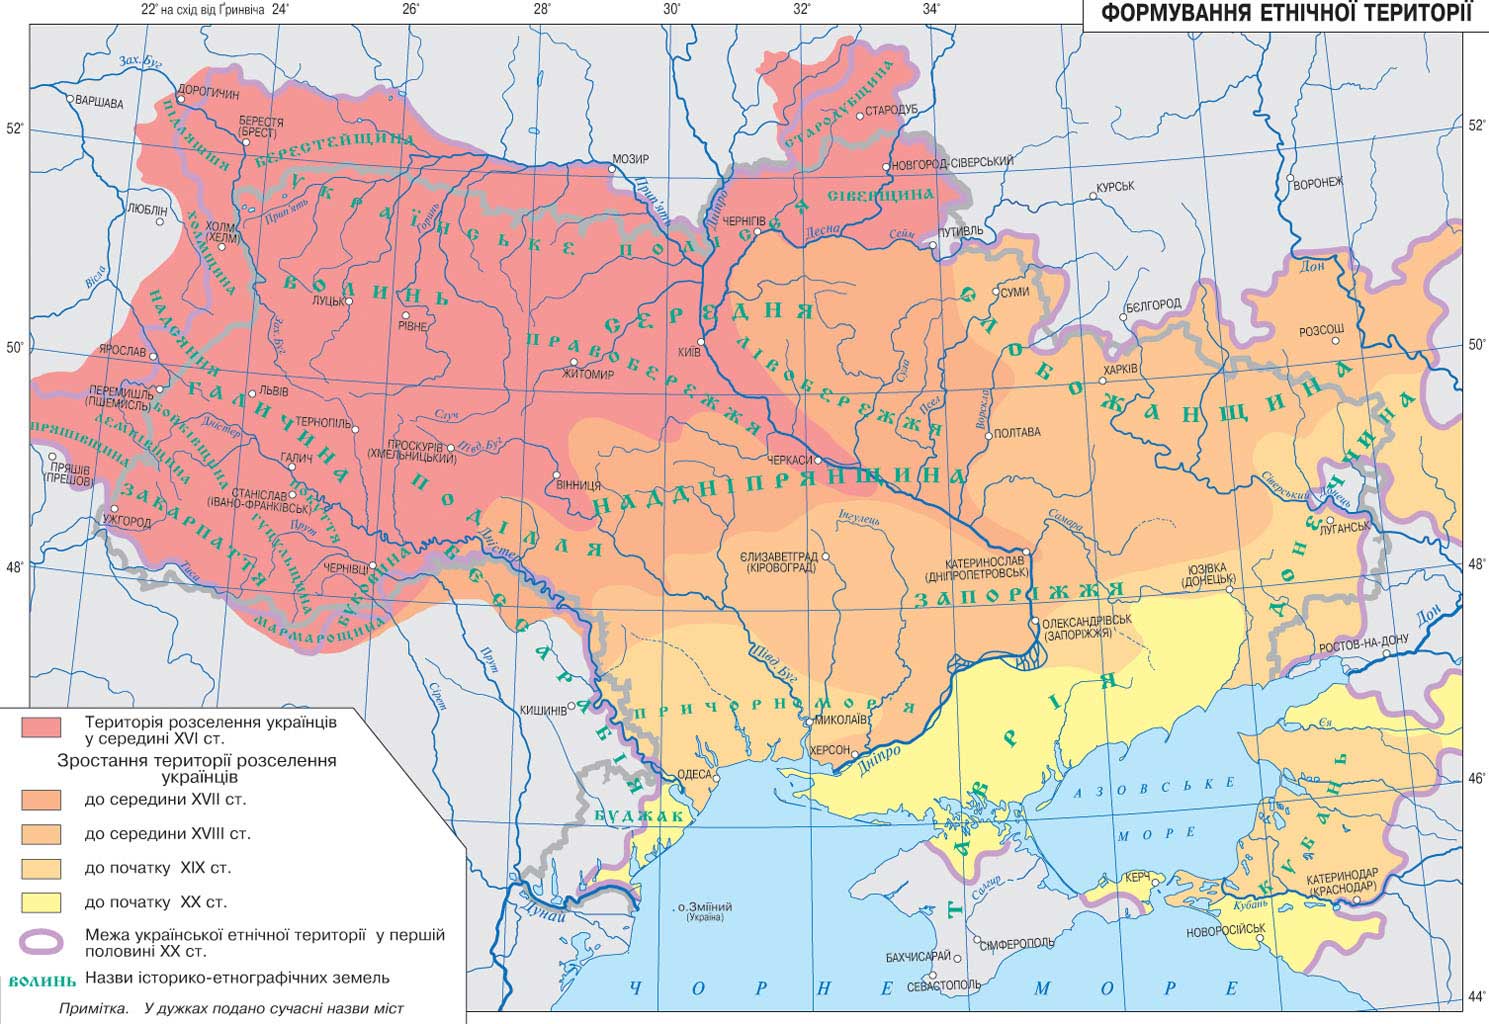 ФОРМУВАННЯ ЕТНІЧНОЇ ТЕРИТОРІЇ
22° на схід від Ґринвіча 24° 26° 28° 30° 32° 34°
52°
50°
48°
52°
50°
48°
46°
44°
Зах. Буг
ВАРШАВА
ДОРОГИЧИН
ПІДЛЯШШЯ
БЕРЕСТЯ
(БРЕСТ)
БЕРЕСТЕЙЩИНА
МОЗИР
Прип'ять
СТАРОДУБЩИНА
СТАРОДУБ
НОВГОРОД-СІВЕРСЬКИЙ
СІВЕРЩИНА
КУРСЬК
ВОРОНЕЖ
УКРАЇНСЬКЕ ПОЛІССЯ
Прип'ять
Горинь
Дніпро
ЧЕРНІГІВ
Десна
Сейм
ПУТИВЛЬ
ЛЮБЛІН
ХОЛМ
(ХЕЛМ)
ХОЛМЩИНА
Вісла
ВОЛИНЬ
ЛУЦЬК
РІВНЕ
Зах. Буг
СЕРЕДНЯ
НАДДНІПРЯНЩИНА
ПРАВОБЕРЕЖЖЯ
ЛІВОБЕРЕЖЖЯ
КИЇВ
ЖИТОМИР
СУМИ
СЛОБОЖАНЩИНА
БЄЛГОРОД
Дон
РОЗСОШ
ХАРКІВ
Сула
Псел
Ворскла
ПОЛТАВА
НАДСЯННЯ
ЯРОСЛАВ
ПЕРЕМИШЛЬ
(ПШЕМИСЛЬ)
ГАЛИЧИНА
ЛЬВІВ
ТЕРНОПІЛЬ
Случ
ПРОСКУРІВ
(ХМЕЛЬНИЦЬКИЙ)
Півд. Буг
ЧЕРКАСИ
БОЙКІВЩИНА
ЛЕМКІВЩИНА
ПРЯШІВЩИНА
Дністер
ПРЯШІВ
(ПРЕШОВ)
ГАЛИЧ
СТАНІСЛАВ
(ІВАНО-ФРАНКІВСЬК)
ПОКУТТЯ
Прут
ПОДІЛЛЯ
ВІННИЦЯ
ЗАКАРПАТТЯ
УЖГОРОД
ГУЦУЛЬЩИНА
Тиса
ЧЕРНІВЦІ
БУКОВИНА
МАРМАРОЩИНА
Дністер
БЕССАРАБІЯ
Інгулець
ЄЛИЗАВЕТГРАД
(КІРОВОГРАД)
Самара
КАТЕРИНОСЛАВ
(ДНІПРОПЕТРОВСЬК)
ЗАПОРІЖЖЯ
ОЛЕКСАНДРІВСЬК
(ЗАПОРІЖЖЯ)
ЮЗІВКА
(ДОНЕЦЬК)
Сіверський Донець
ЛУГАНСЬК
ДОНЕЧЧИНА
Дон
РОСТОВ-НА-ДОНУ
Прут
Сірет
КИШИНІВ
Півд. Буг
ПРИЧОРНОМОР'Я
МИКОЛАЇВ
ХЕРСОН
Дніпро
ОДЕСА
БУДЖАК
Дунай
о.Зміїний
(Україна)
ТАВРІЯ
АЗОВСЬКЕ
МОРЕ
Єя
КУБАНЬ
КАТЕРИНОДАР
(КРАСНОДАР)
Кубань
НОВОРОСІЙСЬК
КЕРЧ
Салгир
СІМФЕРОПОЛЬ
БАХЧИСАРАЙ
СЕВАСТОПОЛЬ
ЧОРНЕ МОРЕ
Територія розселення українців
у середині XVI ст.
Зростання території розселення
українців
до середини XVII ст.
до середини XVIII ст.
до початку XIX ст.
до початку XX ст.
Межа української етнічної території у першій
половині XX ст.
ВОЛИНЬ Назви історико-етнографічних земель
Примітка. У дужках подано сучасні назви міст